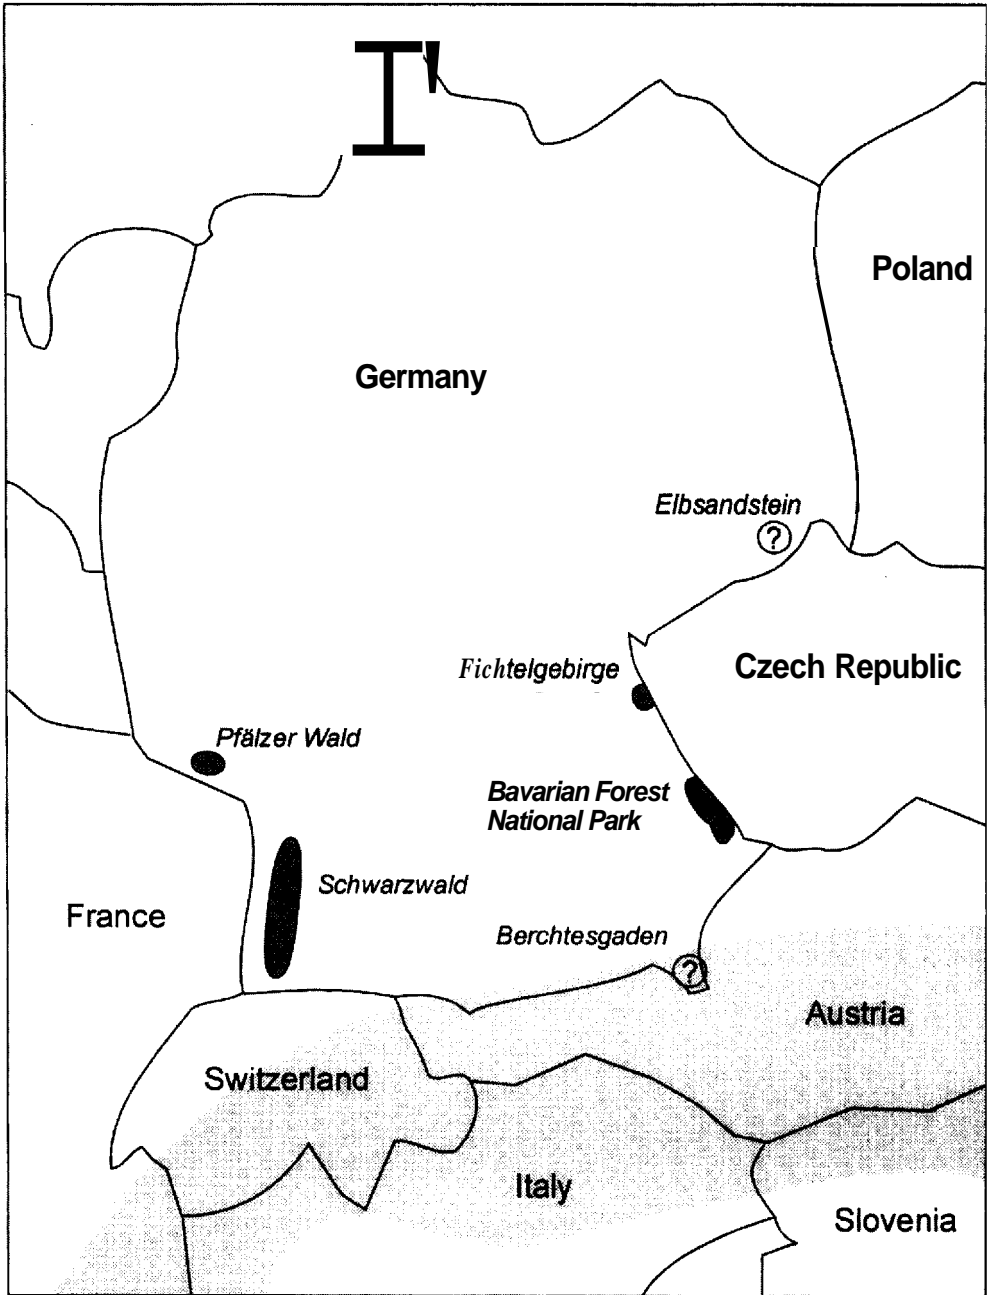 Poland
Germany
Elbsandstein
?
Fichtelgebirge
Czech Republic
Pfälzer Wald
Bavarian Forest
National Park
Schwarzwald
France
Berchtesgaden
?
Austria
Switzerland
Italy
Slovenia